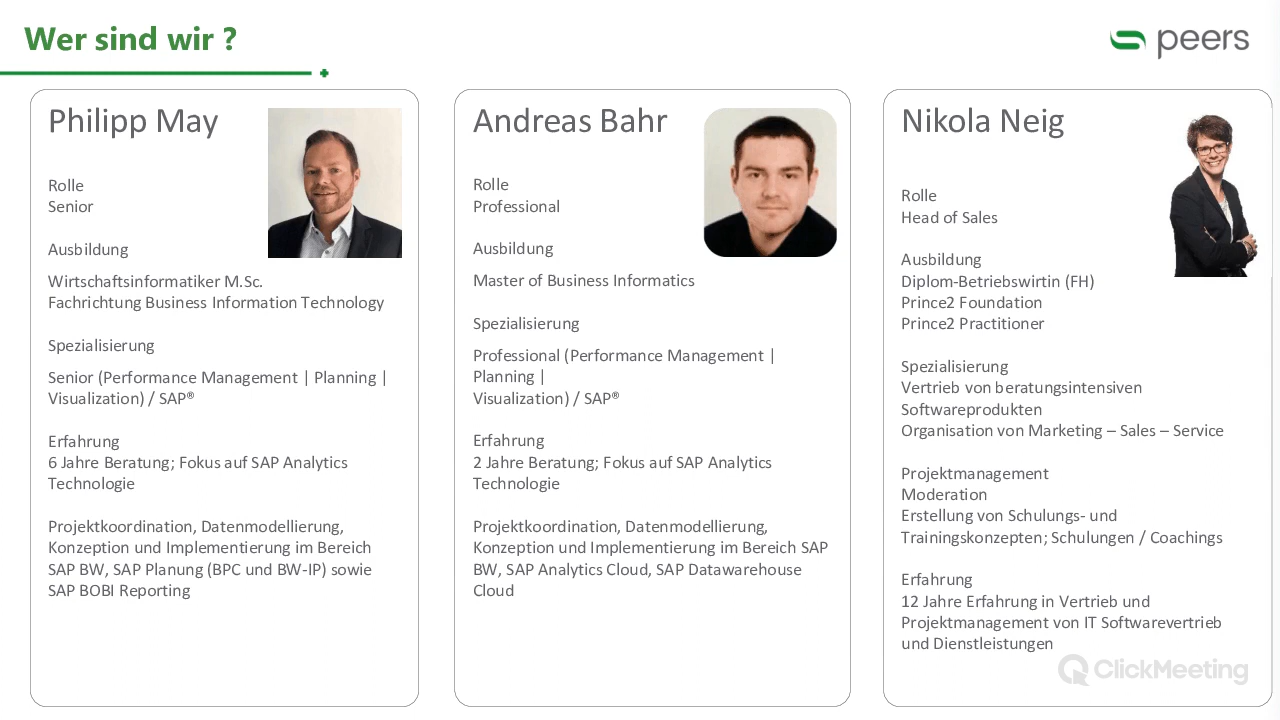 Wer sind wir ?
peers
Philipp May
Rolle
Senior
Ausbildung
Wirtschaftsinformatiker M.Sc.
Fachrichtung Business Information Technology
Spezialisierung
Senior (Performance Management | Planning |
Visualization) / SAP®
Erfahrung
6 Jahre Beratung; Fokus auf SAP Analytics
Technologie
Projektkoordination, Datenmodellierung,
Konzeption und Implementierung im Bereich
SAP BW, SAP Planung (BPC und BW-IP) sowie
SAP BOBI Reporting
Andreas Bahr
Rolle
Professional
Ausbildung
Master of Business Informatics
Spezialisierung
Professional (Performance Management |
Planning |
Visualization) / SAP®
Erfahrung
2 Jahre Beratung; Fokus auf SAP Analytics
Technologie
Projektkoordination, Datenmodellierung,
Konzeption und Implementierung im Bereich SAP
BW, SAP Analytics Cloud, SAP Datawarehouse
Cloud
Nikola Neig
Rolle
Head of Sales
Ausbildung
Diplom-Betriebswirtin (FH)
Prince2 Foundation
Prince2 Practitioner
Spezialisierung
Vertrieb von beratungsintensiven
Softwareprodukten
Organisation von Marketing – Sales – Service
Projektmanagement
Moderation
Erstellung von Schulungs- und
Trainingskonzepten; Schulungen / Coachings
Erfahrung
12 Jahre Erfahrung in Vertrieb und
Projektmanagement von IT Softwarevertrieb
und Dienstleistungen
ClickMeeting